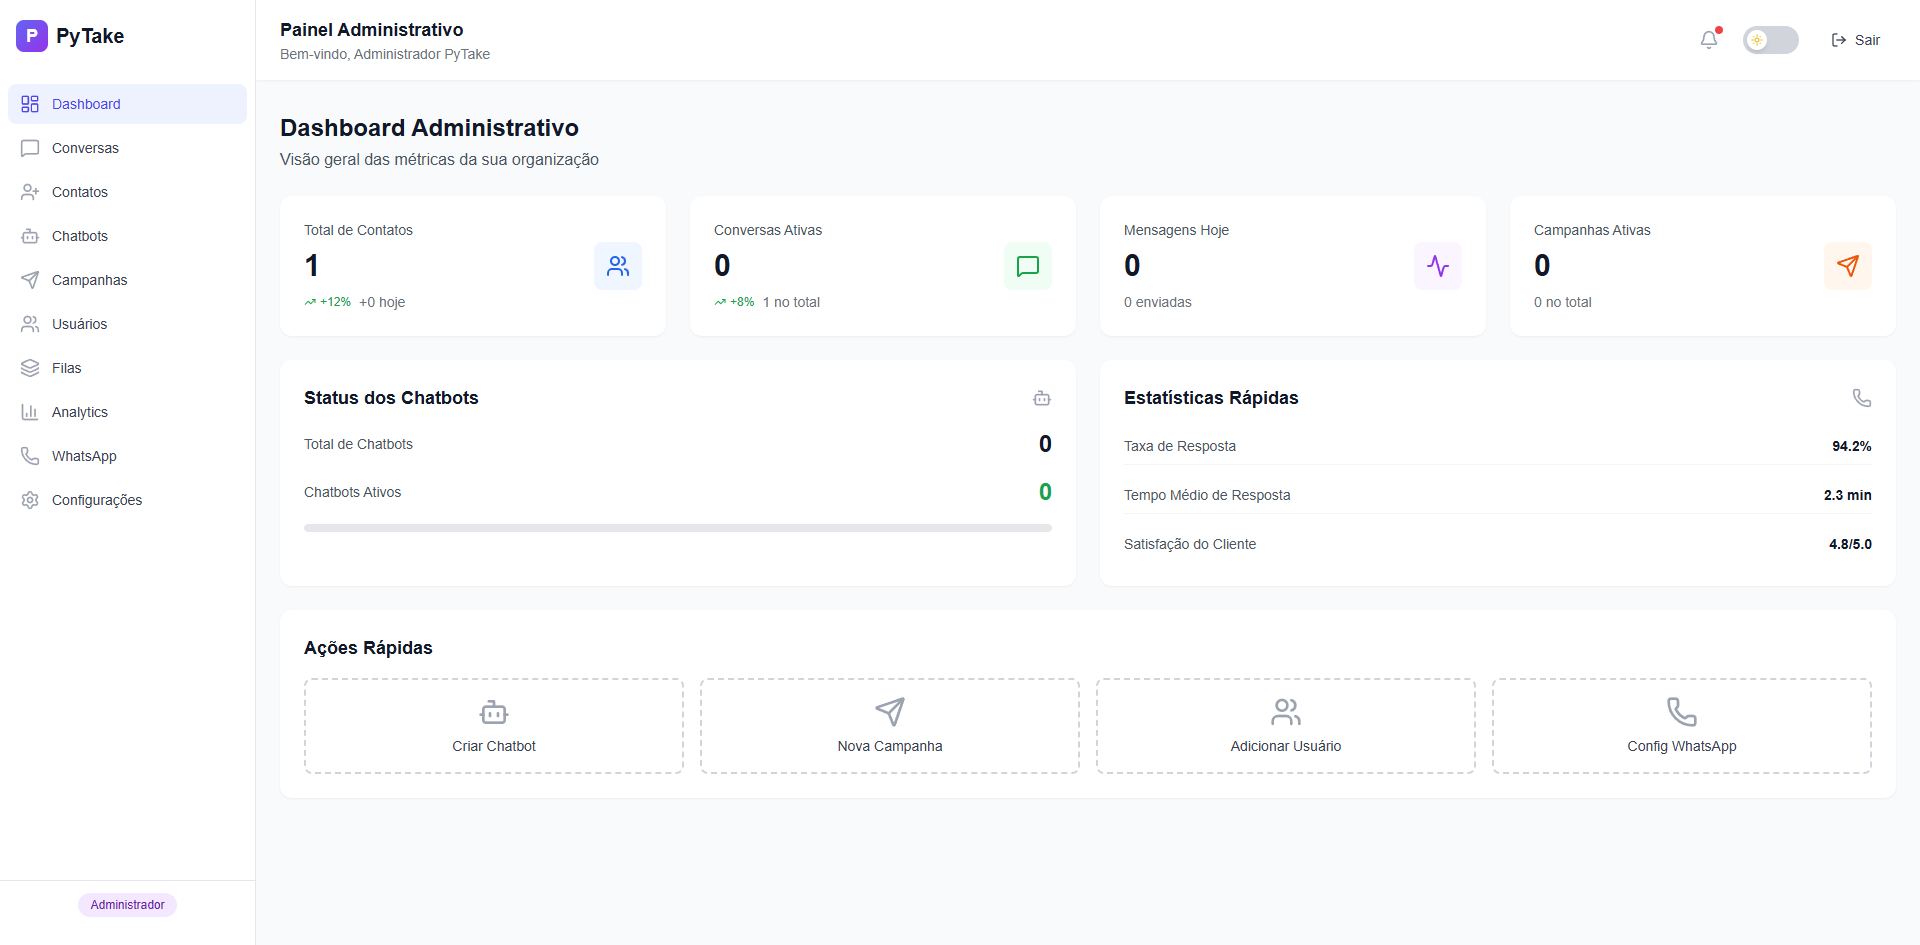 P PyTake
Dashboard
Conversas
Contatos
Chatbots
Campanhas
Usuários
Filas
Analytics
WhatsApp
Configurações
Administrador
Painel Administrativo
Bem-vindo, Administrador PyTake
Sair
Dashboard Administrativo
Visão geral das métricas da sua organização
Total de Contatos
1
+12% +0 hoje
Conversas Ativas
0
+8% 1 no total
Mensagens Hoje
0
0 enviadas
Campanhas Ativas
0
0 no total
Status dos Chatbots
Total de Chatbots 0
Chatbots Ativos 0
Estatísticas Rápidas
Taxa de Resposta 94.2%
Tempo Médio de Resposta 2.3 min
Satisfação do Cliente 4.8/5.0
Ações Rápidas
Criar Chatbot
Nova Campanha
Adicionar Usuário
Config WhatsApp